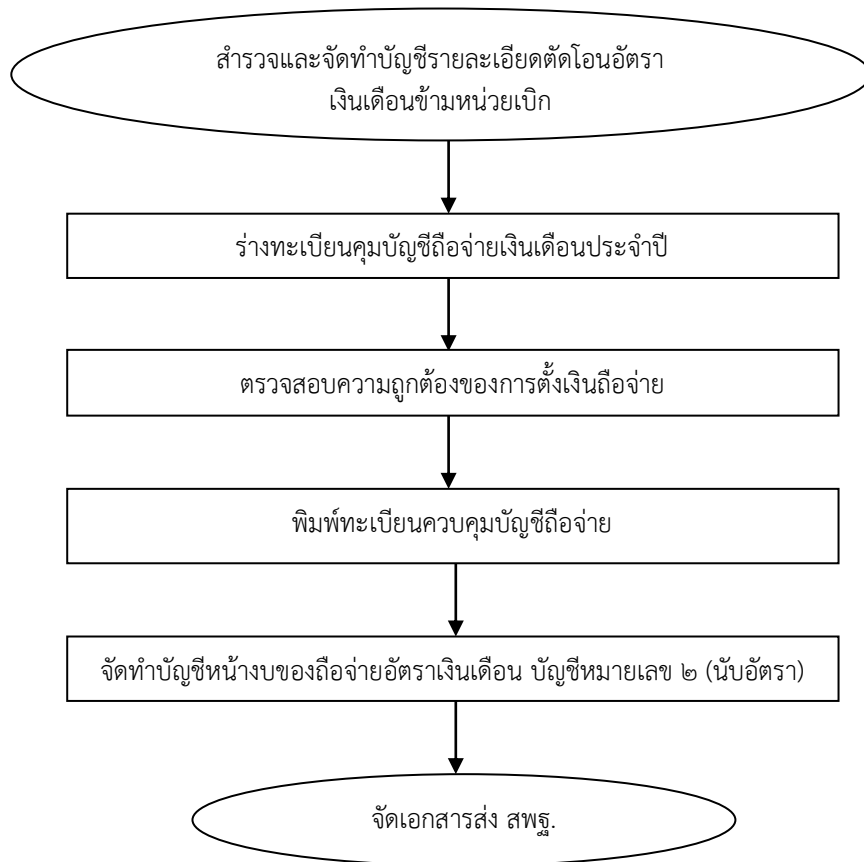 สำรวจและจัดทำบัญชีรายละเอียดตัดโอนอัตรา
เงินเดือนข้ามหน่วยเบิก
ร่างทะเบียนคุมบัญชีถือจ่ายเงินเดือนประจำปี
ตรวจสอบความถูกต้องของการตั้งเงินถือจ่าย
พิมพ์ทะเบียนควบคุมบัญชีถือจ่าย
จัดทำบัญชีหน้างบของถือจ่ายอัตราเงินเดือน บัญชีหมายเลข ๒ (นับอัตรา)
จัดเอกสารส่ง สพฐ.